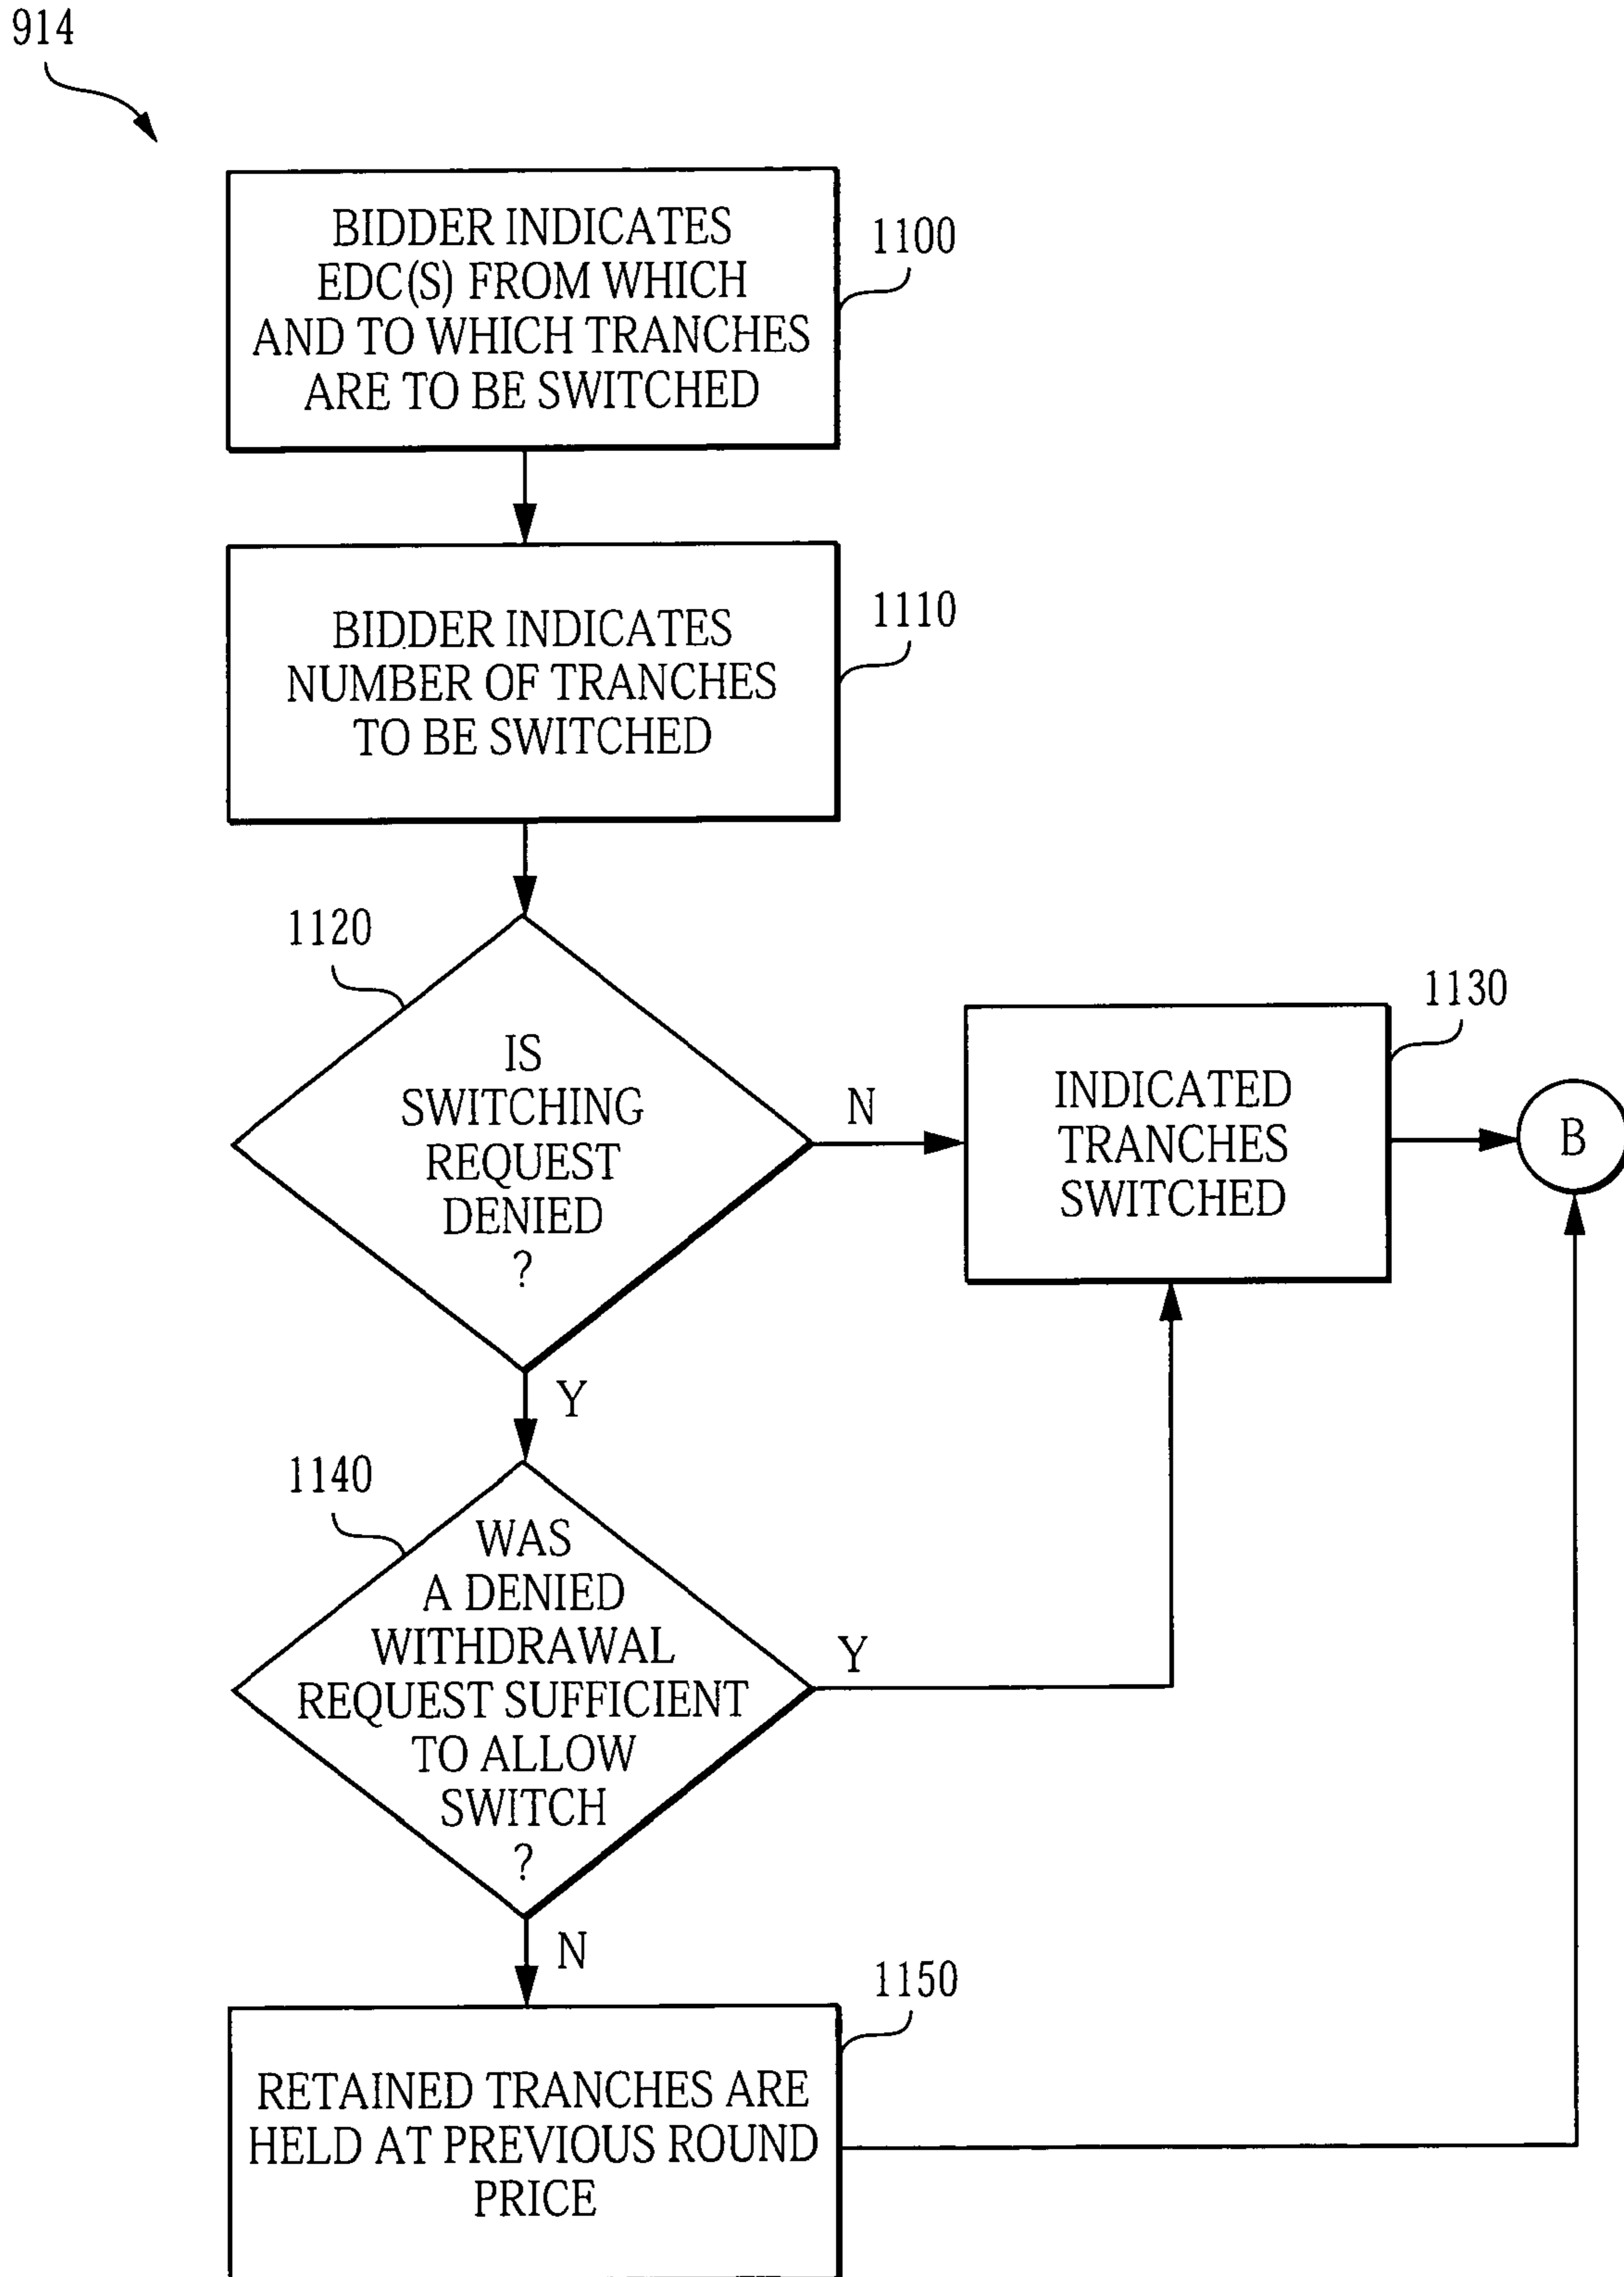 914
BIDDER INDICATES
EDC(S) FROM WHICH
AND TO WHICH TRANCHES
ARE TO BE SWITCHED
1100
BIDDER INDICATES
NUMBER OF TRANCHES
TO BE SWITCHED
1110
1120
IS
SWITCHING
REQUEST
DENIED
?
N
Y
INDICATED
TRANCHES
SWITCHED
1130
B
1140
WAS
A DENIED
WITHDRAWAL
REQUEST SUFFICIENT
TO ALLOW
SWITCH
?
Y
N
1150
RETAINED TRANCHES ARE
HELD AT PREVIOUS ROUND
PRICE